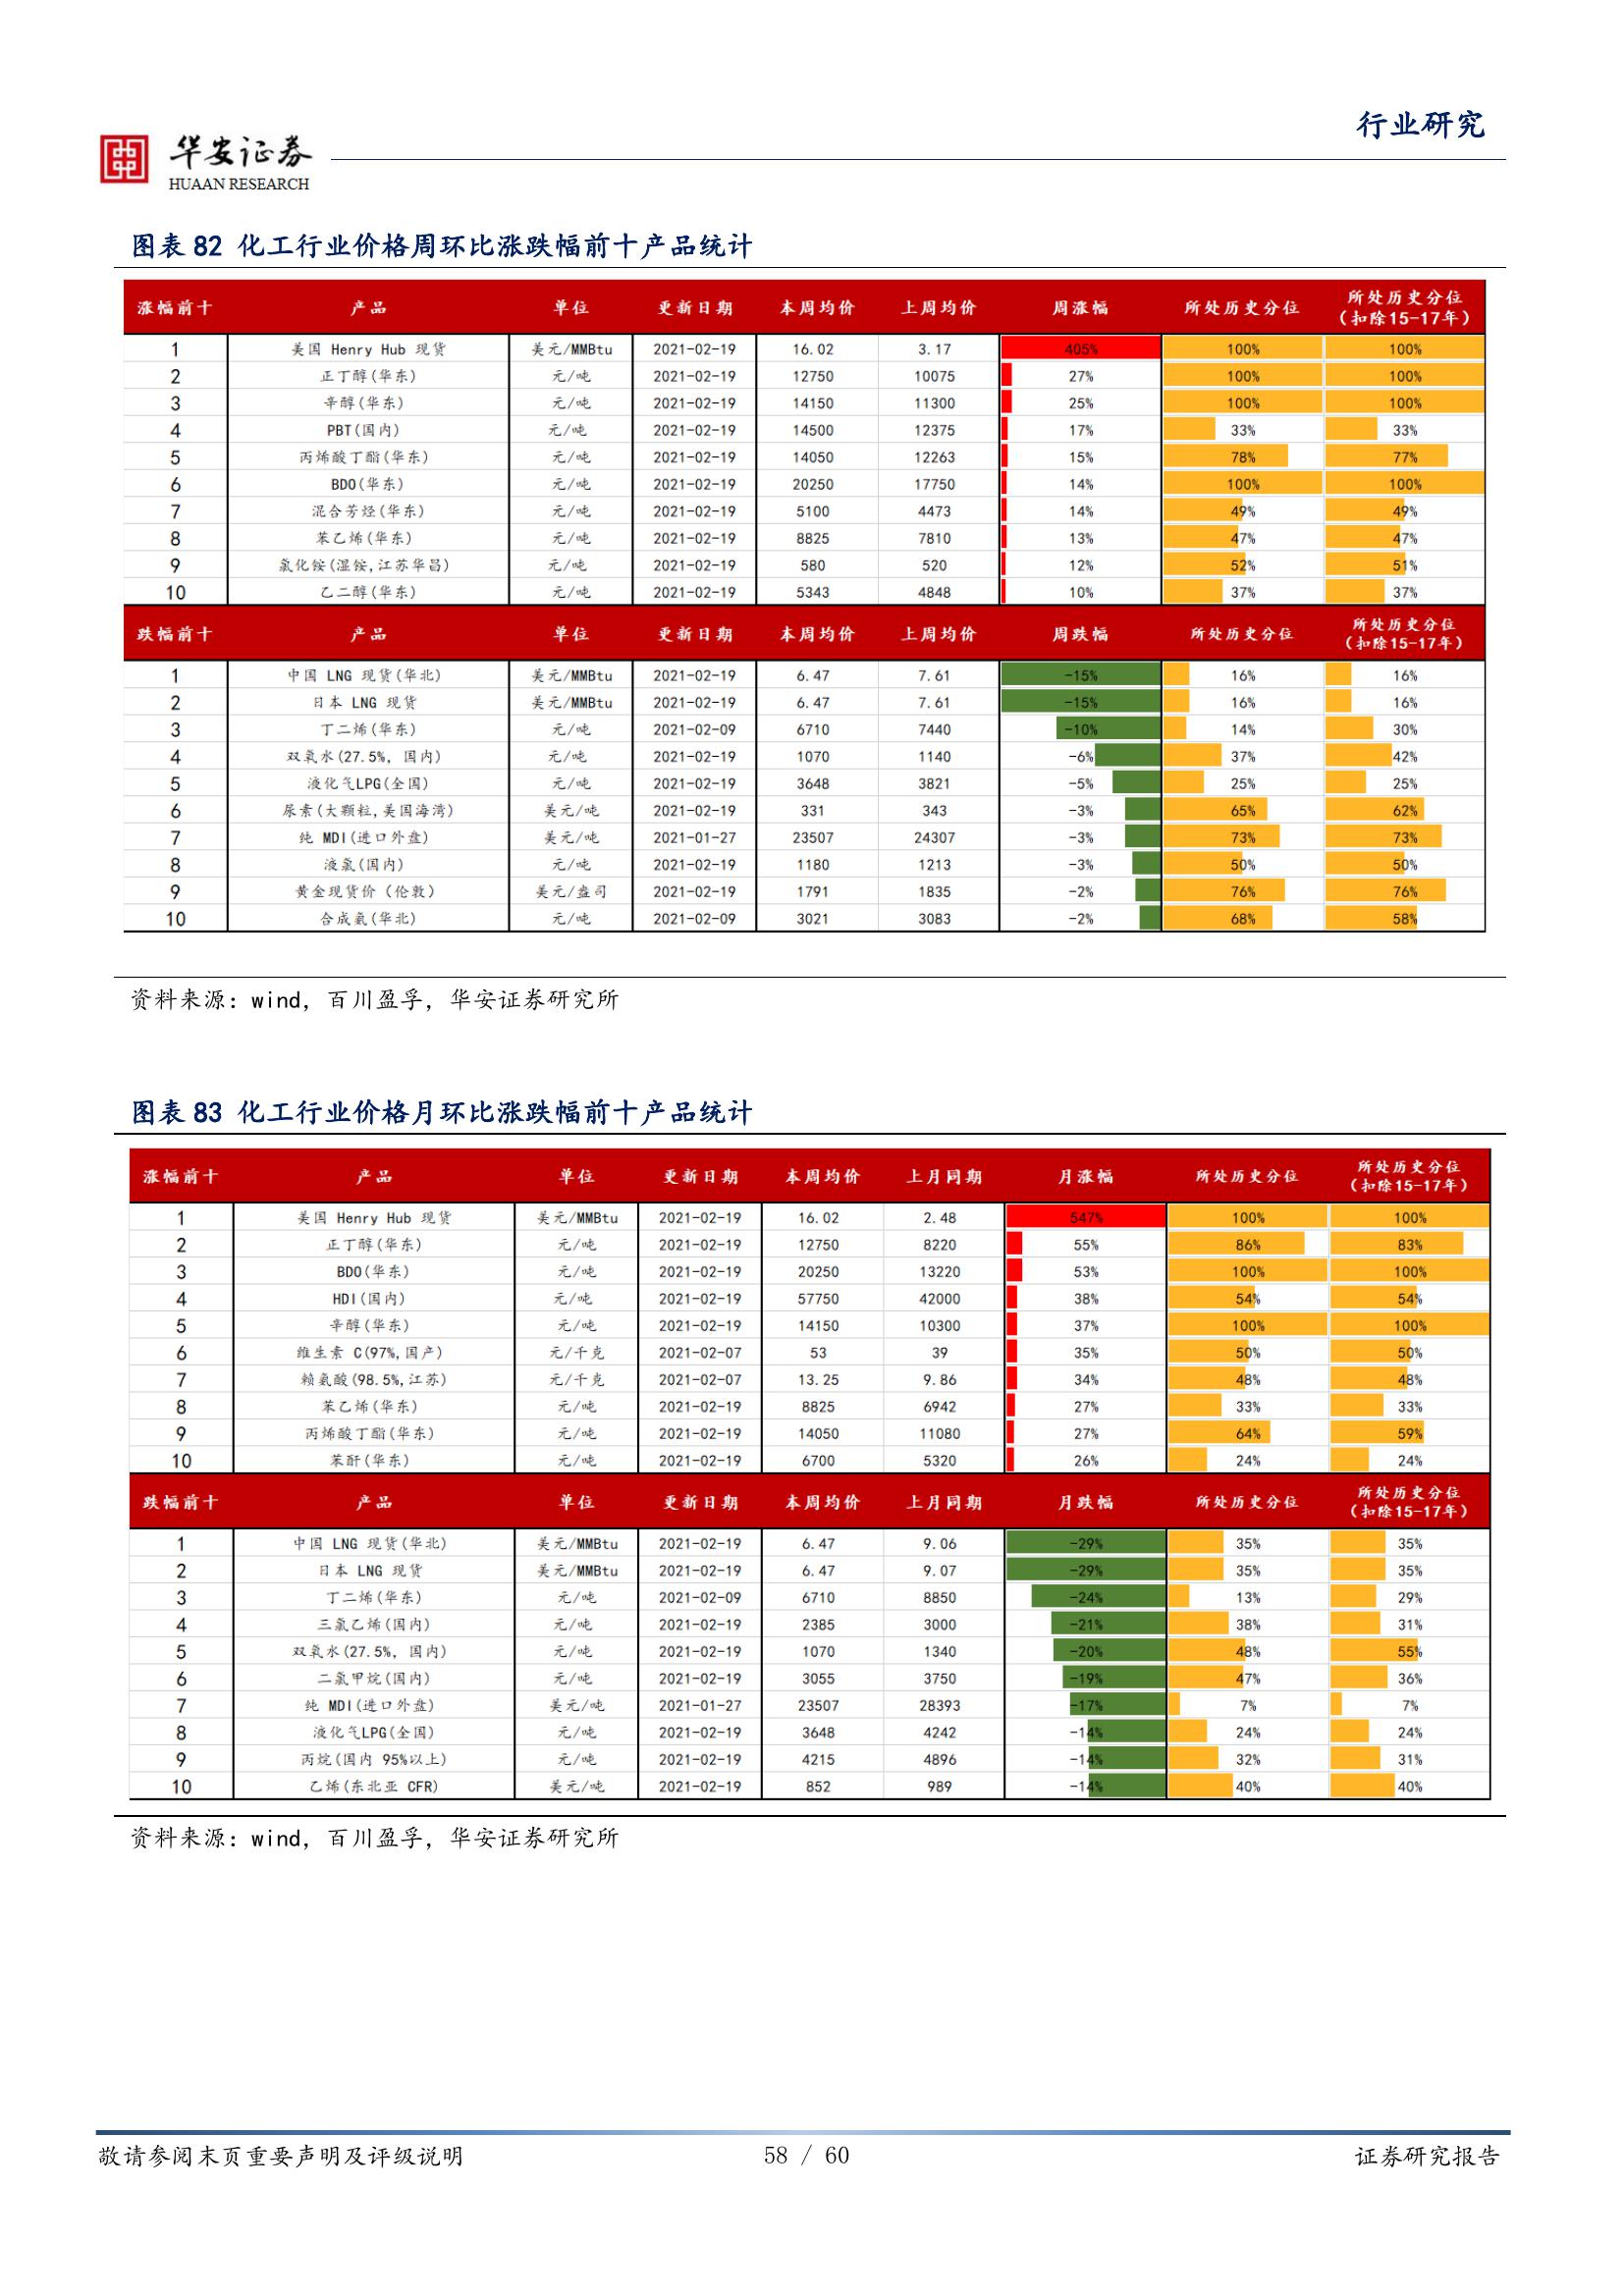 行业研究
华安证券
HUAAN RESEARCH
图表 82 化工行业价格周环比涨跌幅前十产品统计
涨幅前十 产品 单位 更新日期 本周均价 上周均价 周涨幅 所处历史分位 所处历史分位（扣除15-17年）
1 美国 Henry Hub 现货 美元/MMBtu 2021-02-19 16.02 3.17 405% 100% 100%
2 正丁醇(华东) 元/吨 2021-02-19 12750 10075 27% 100% 100%
3 辛醇(华东) 元/吨 2021-02-19 14150 11300 25% 100% 100%
4 PBT(国内) 元/吨 2021-02-19 14500 12375 17% 33% 33%
5 丙烯酸丁酯(华东) 元/吨 2021-02-19 14050 12263 15% 78% 77%
6 BDO(华东) 元/吨 2021-02-19 20250 17750 14% 100% 100%
7 混合芳烃(华东) 元/吨 2021-02-19 5100 4473 14% 49% 49%
8 苯乙烯(华东) 元/吨 2021-02-19 8825 7810 13% 47% 47%
9 氯化铵(湿铵,江苏华昌) 元/吨 2021-02-19 580 520 12% 52% 51%
10 乙二醇(华东) 元/吨 2021-02-19 5343 4848 10% 37% 37%
跌幅前十 产品 单位 更新日期 本周均价 上周均价 周跌幅 所处历史分位 所处历史分位（扣除15-17年）
1 中国 LNG 现货(华北) 美元/MMBtu 2021-02-19 6.47 7.61 -15% 16% 16%
2 日本 LNG 现货 美元/MMBtu 2021-02-19 6.47 7.61 -15% 16% 16%
3 丁二烯(华东) 元/吨 2021-02-09 6710 7440 -10% 14% 30%
4 双氧水(27.5%, 国内) 元/吨 2021-02-19 1070 1140 -6% 37% 42%
5 液化气LPG(全国) 元/吨 2021-02-19 3648 3821 -5% 25% 25%
6 尿素(大颗粒,美国海湾) 美元/吨 2021-02-19 331 343 -3% 65% 62%
7 纯 MDI(进口外盘) 美元/吨 2021-01-27 23507 24307 -3% 73% 73%
8 液氯(国内) 元/吨 2021-02-19 1180 1213 -3% 50% 50%
9 黄金现货价（伦敦） 美元/盎司 2021-02-19 1791 1835 -2% 76% 76%
10 合成氨(华北) 元/吨 2021-02-09 3021 3083 -2% 68% 58%
资料来源：wind，百川盈孚，华安证券研究所
图表 83 化工行业价格月环比涨跌幅前十产品统计
涨幅前十 产品 单位 更新日期 本周均价 上月同期 月涨幅 所处历史分位 所处历史分位（扣除15-17年）
1 美国 Henry Hub 现货 美元/MMBtu 2021-02-19 16.02 2.48 547% 100% 100%
2 正丁醇(华东) 元/吨 2021-02-19 12750 8220 55% 86% 83%
3 BDO(华东) 元/吨 2021-02-19 20250 13220 53% 100% 100%
4 HDI(国内) 元/吨 2021-02-19 57750 42000 38% 54% 54%
5 辛醇(华东) 元/吨 2021-02-19 14150 10300 37% 100% 100%
6 维生素 C(97%,国产) 元/千克 2021-02-07 53 39 35% 50% 50%
7 赖氨酸(98.5%,江苏) 元/千克 2021-02-07 13.25 9.86 34% 48% 48%
8 苯乙烯(华东) 元/吨 2021-02-19 8825 6942 27% 33% 33%
9 丙烯酸丁酯(华东) 元/吨 2021-02-19 14050 11080 27% 64% 59%
10 苯酐(华东) 元/吨 2021-02-19 6700 5320 26% 24% 24%
跌幅前十 产品 单位 更新日期 本周均价 上月同期 月跌幅 所处历史分位 所处历史分位（扣除15-17年）
1 中国 LNG 现货(华北) 美元/MMBtu 2021-02-19 6.47 9.06 -29% 35% 35%
2 日本 LNG 现货 美元/MMBtu 2021-02-19 6.47 9.07 -29% 35% 35%
3 丁二烯(华东) 元/吨 2021-02-09 6710 8850 -24% 13% 29%
4 三氯乙烯(国内) 元/吨 2021-02-19 2385 3000 -21% 38% 31%
5 双氧水(27.5%, 国内) 元/吨 2021-02-19 1070 1340 -20% 48% 55%
6 二氯甲烷(国内) 元/吨 2021-02-19 3055 3750 -19% 47% 36%
7 纯 MDI(进口外盘) 美元/吨 2021-01-27 23507 28393 -17% 7% 7%
8 液化气LPG(全国) 元/吨 2021-02-19 3648 4242 -14% 24% 24%
9 丙烷(国内 95%以上) 元/吨 2021-02-19 4215 4896 -14% 32% 31%
10 乙烯(东北亚 CFR) 美元/吨 2021-02-19 852 989 -14% 40% 40%
资料来源：wind，百川盈孚，华安证券研究所
敬请参阅末页重要声明及评级说明 58 / 60 证券研究报告